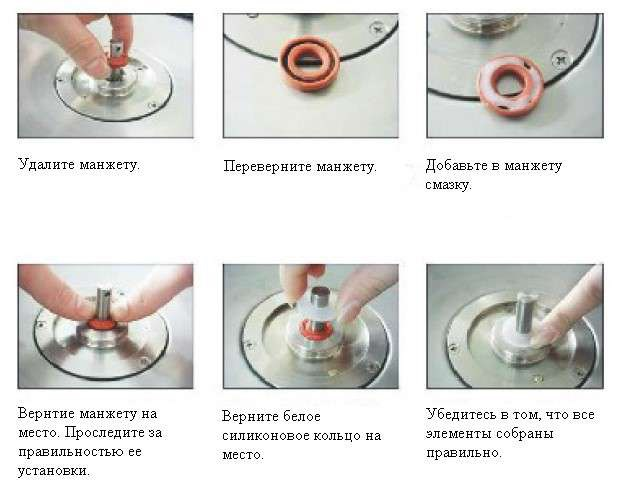 Удалите манжету.
Переверните манжету.
Добавьте в манжету
смазку.
Вернтие манжету на
место. Проследите за
правильностью ее
установки.
Верните белое
силиконовое кольцо на
место.
Убедитесь в том, что все
элементы собраны
правильно.